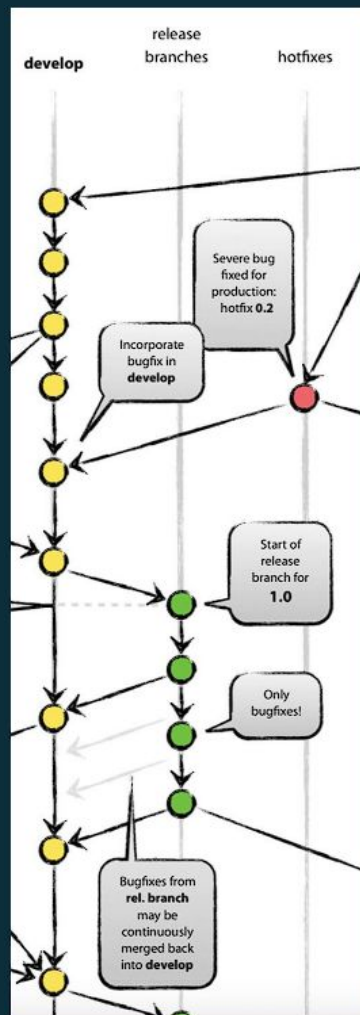 develop
release
branches
hotfixes
Severe bug
fixed for
production:
hotfix 0.2
Incorporate
bugfix in
develop
Start of
release
branch for
1.0
Only
bugfixes!
Bugfixes from
rel. branch
may be
continuously
merged back
into develop